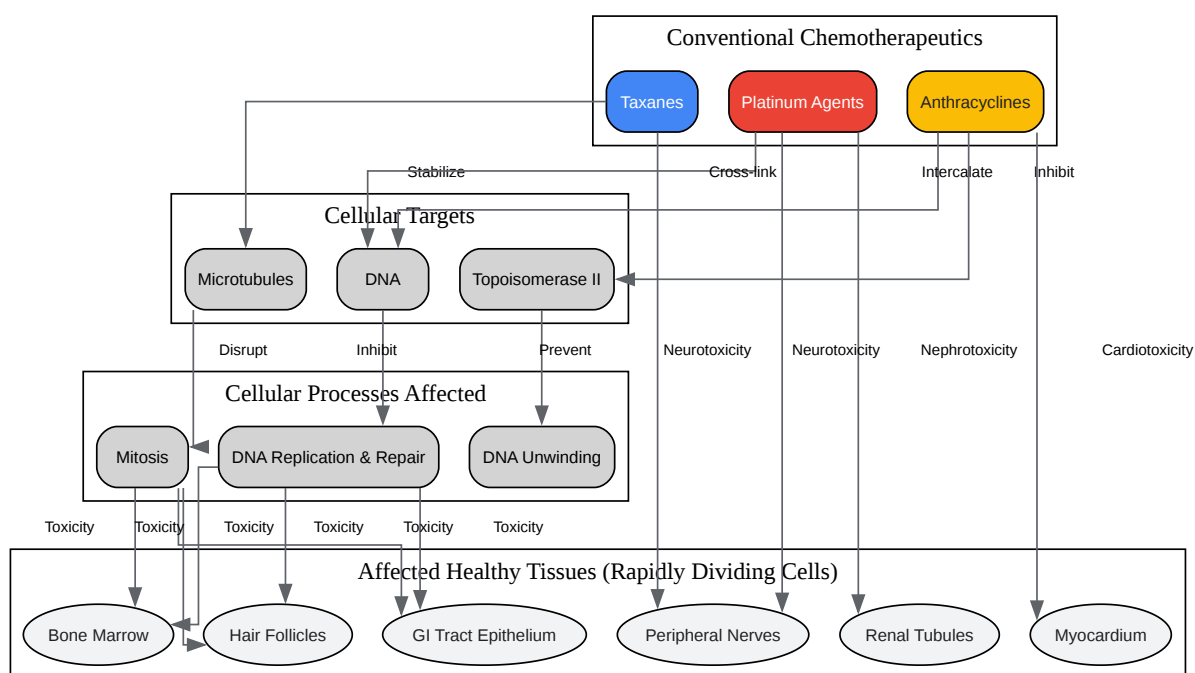 Conventional Chemotherapeutics
Taxanes
Platinum Agents
Anthracyclines
Stabilize
Cross-link
Intercalate
Inhibit
Cellular Targets
Microtubules
DNA
Topoisomerase II
Disrupt
Inhibit
Prevent
Neurotoxicity
Neurotoxicity
Nephrotoxicity
Cardiotoxicity
Cellular Processes Affected
Mitosis
DNA Replication & Repair
DNA Unwinding
Toxicity
Toxicity
Toxicity
Toxicity
Toxicity
Toxicity
Affected Healthy Tissues (Rapidly Dividing Cells)
Bone Marrow
Hair Follicles
GI Tract Epithelium
Peripheral Nerves
Renal Tubules
Myocardium